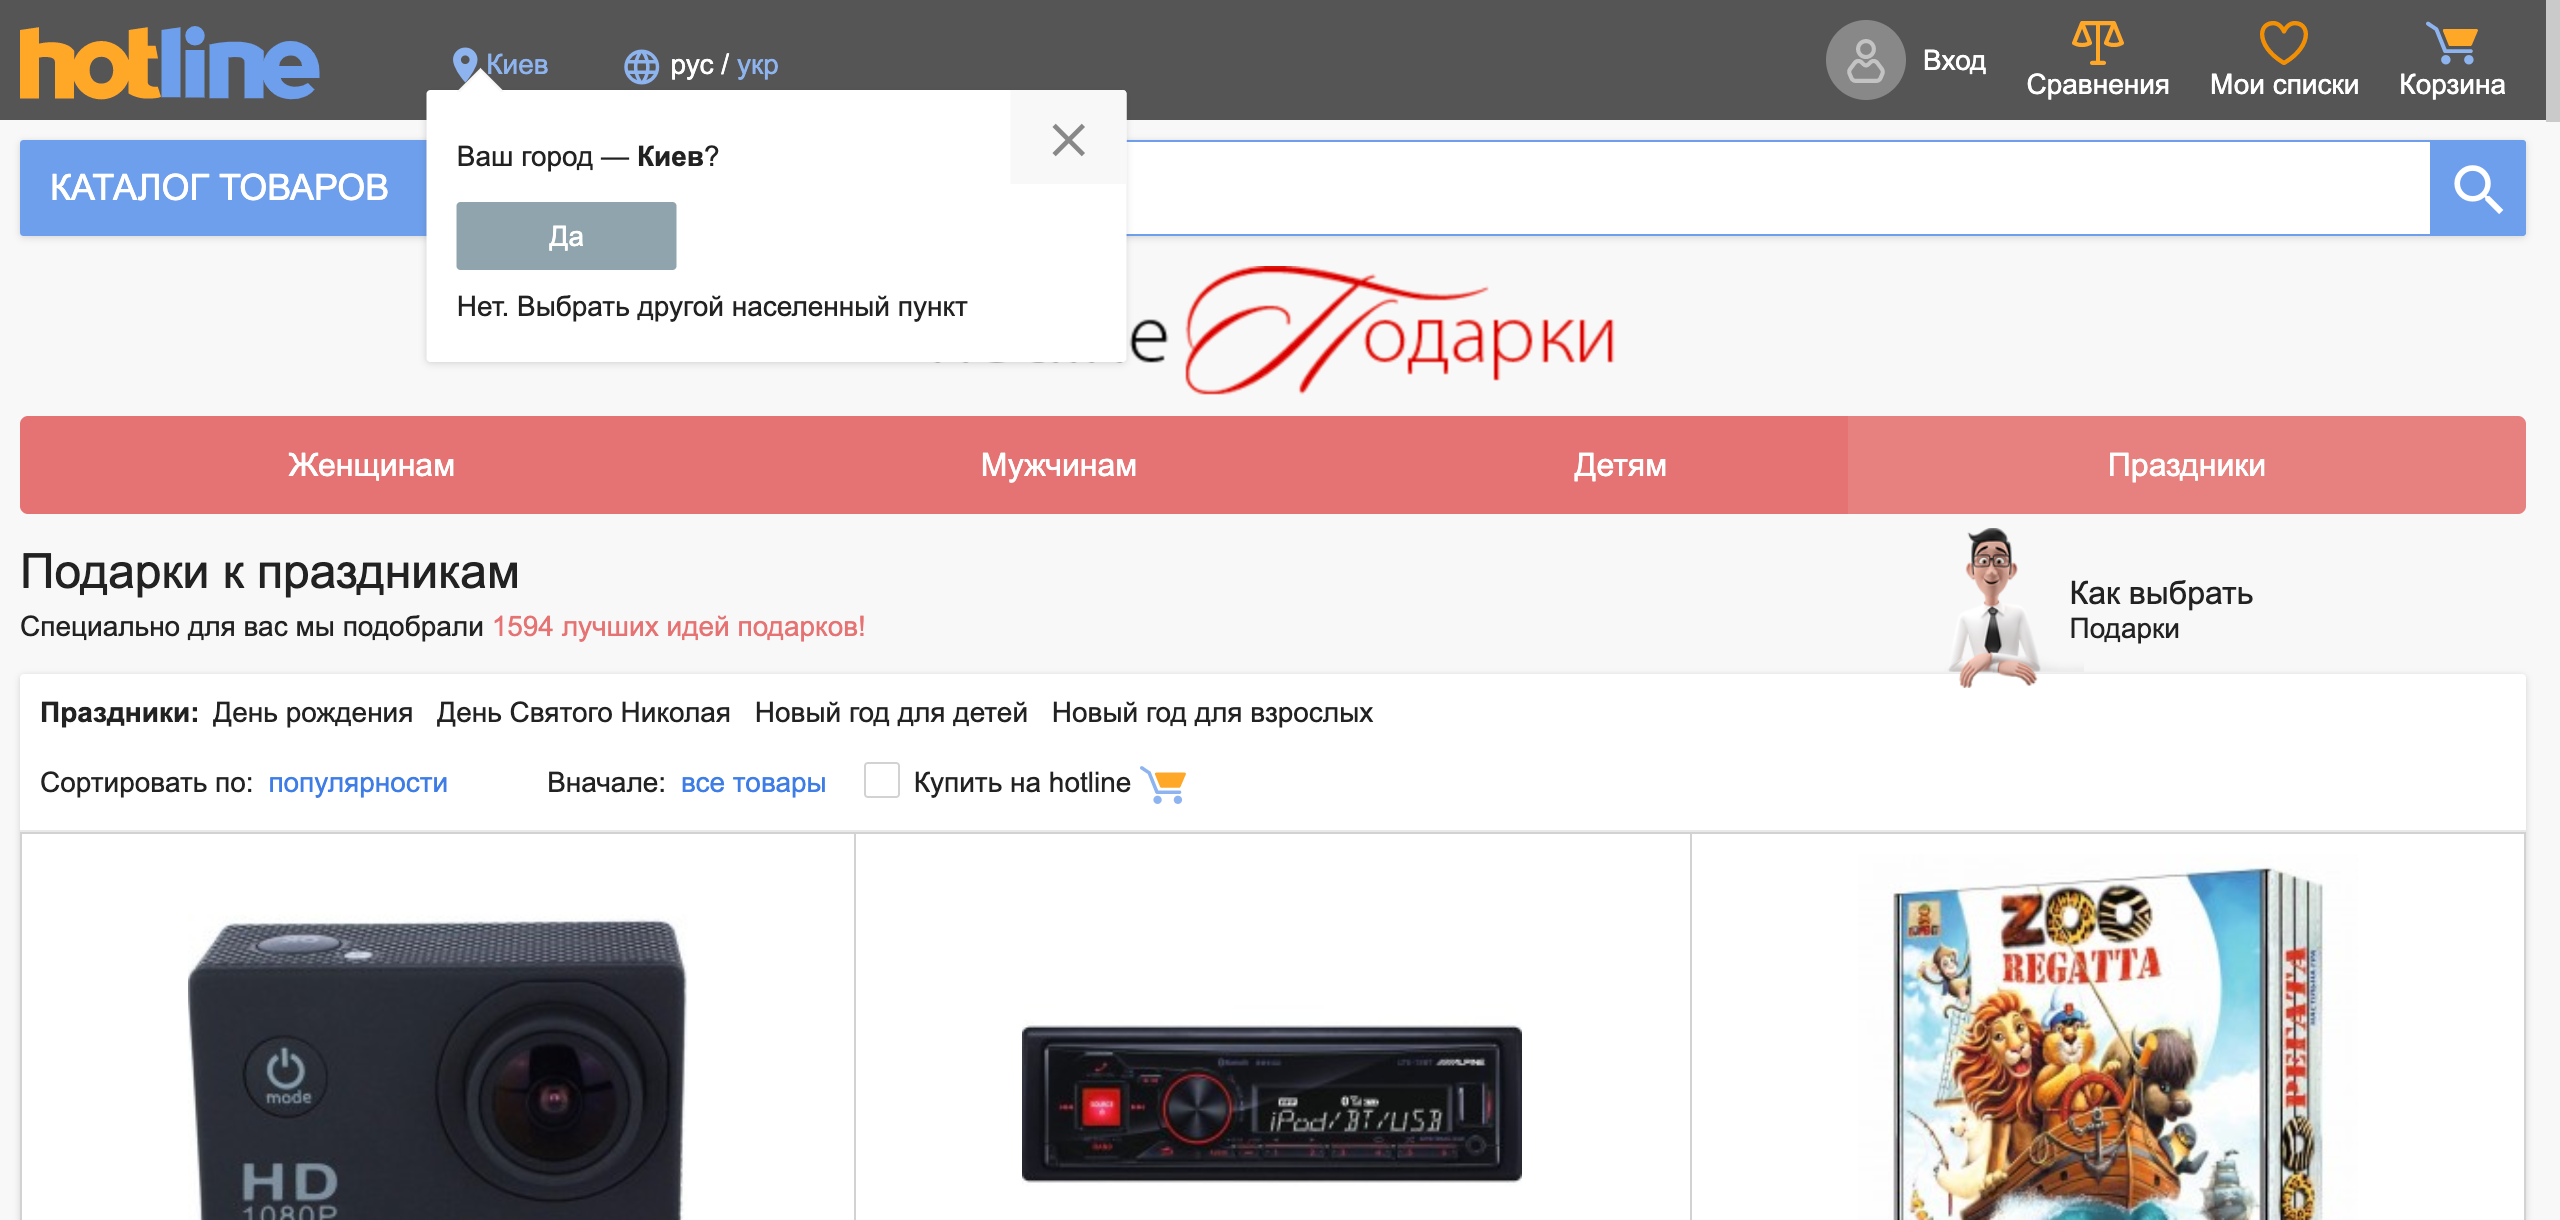 hotline
Киев
рус / укр
Вход
Сравнения
Мои списки
Корзина
КАТАЛОГ ТОВАРОВ
Ваш город — Киев?
Да
Нет. Выбрать другой населенный пункт
Подарки
Женщинам
Мужчинам
Детям
Праздники
Подарки к праздникам
Специально для вас мы подобрали 1594 лучших идей подарков!
Как выбрать
Подарки
Праздники: День рождения День Святого Николая Новый год для детей Новый год для взрослых
Сортировать по: популярности Вначале: все товары Купить на hotline
mode
HD
1080P
ALPINE
SOURCE
iPod/BT/USB
ZOO
REGATTA
РЕГАТА